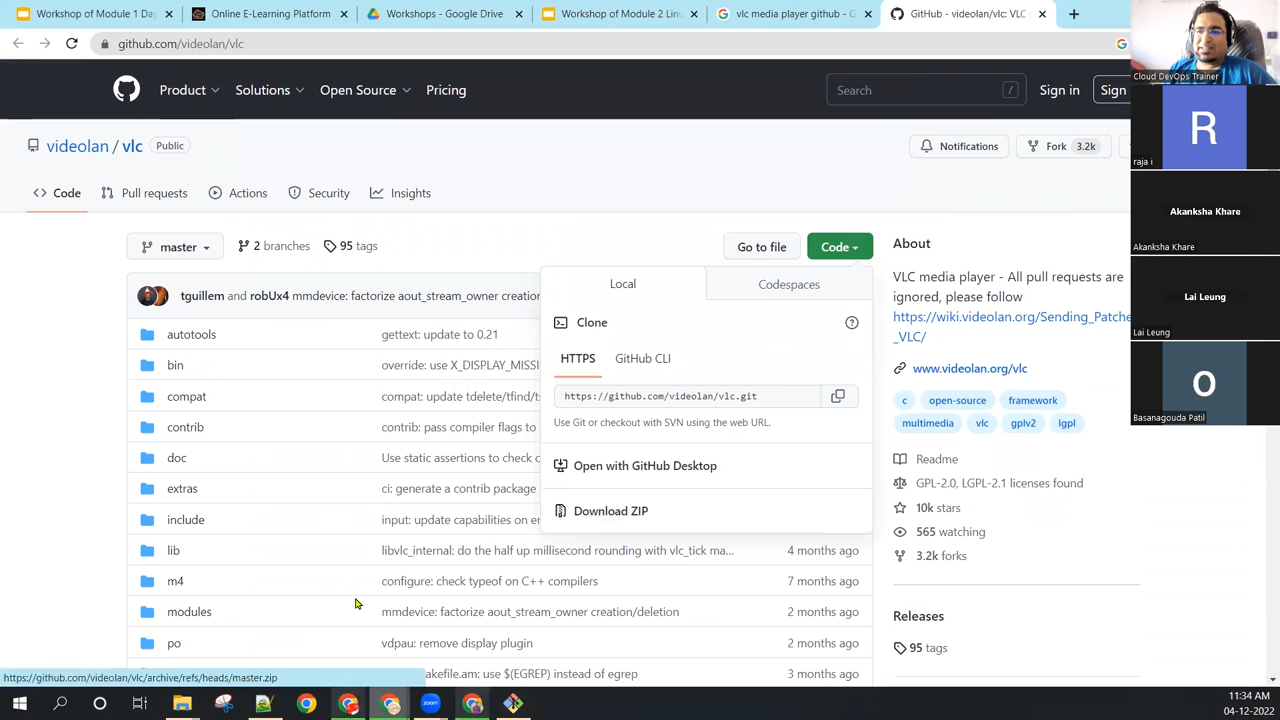 Workshop of Module 1 Day
Online E-Learning Platform
Workshops - Google Drive
Workshop of Module 2 Lin
vlc media player github - G
GitHub - videolan/vlc: VLC
github.com/videolan/vlc
Product
Solutions
Open Source
Pricing
Search /
Sign in
Sign
videolan / vlc Public
Notifications
Fork 3.2k
Code
Pull requests
Actions
Security
Insights
master
2 branches
95 tags
Go to file
Code
tguillem and robUx4 mmdevice: factorize aout_stream_owner creation
autotools gettext: update to 0.21
bin override: use X_DISPLAY_MISSI
compat compat: update tdelete/tfind/t
contrib contrib: pass compiler flags to
doc Use static assertions to check c
extras ci: generate a contrib package
include input: update capabilities on e
lib libvlc_internal: do the half up millisecond rounding with vlc_tick ma... 4 months ago
m4 configure: check typeof on C++ compilers 7 months ago
modules mmdevice: factorize aout_stream_owner creation/deletion 2 months ago
po vdpau: remove display plugin 2 months ago
akefile.am: use $(EGREP) instead of egrep 3 months ago
Local
Codespaces
Clone
HTTPS
GitHub CLI
https://github.com/videolan/vlc.git
Use Git or checkout with SVN using the web URL.
Open with GitHub Desktop
Download ZIP
About
VLC media player - All pull requests are
ignored, please follow
https://wiki.videolan.org/Sending_Patche
_VLC/
www.videolan.org/vlc
c open-source framework
multimedia vlc gplv2 lgpl
Readme
GPL-2.0, LGPL-2.1 licenses found
10k stars
565 watching
3.2k forks
Releases
95 tags
https://github.com/videolan/vlc/archive/refs/heads/master.zip
Cloud DevOps Trainer
R
raja i
Akanksha Khare
Akanksha Khare
Lai Leung
Lai Leung
O
Basanagouda Patil
zoom
11:34 AM
04-12-2022